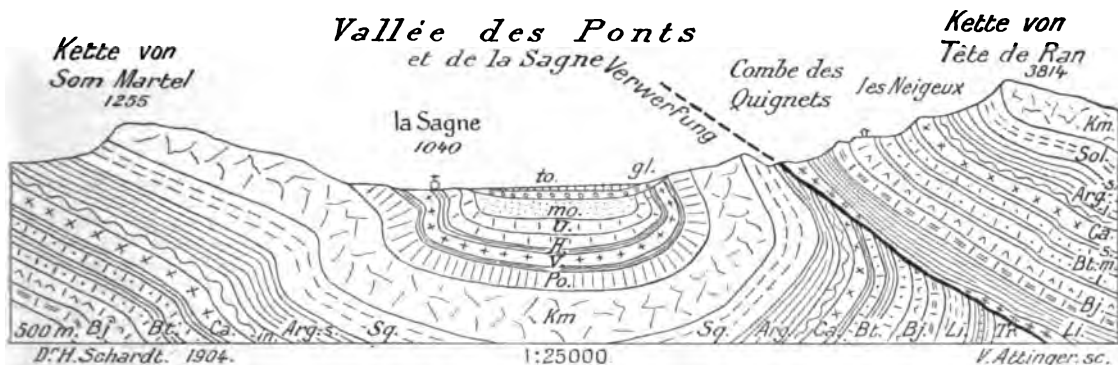 Vallée des Ponts
et de la Sagne
Kette von
Som Martel
1255
la Sagne
1040
Verwerfung
Combe des
Quignets
les Neigeux
Kette von
Tête de Ran
3814
to.
gl.
mo.
U.
H.
V.
Po.
Km
Km.
Sol.
Arg. s.
i.
Ca.
Bt. m.
i.
Bj.
500 m. Bj. Bt. Ca. in. Arg. s. Sq. Sq. Arg. Ca. Bt. Bj. Li. Tr. Li.
Dr. H. Schardt. 1904.
1:25000.
V. Attinger. sc.